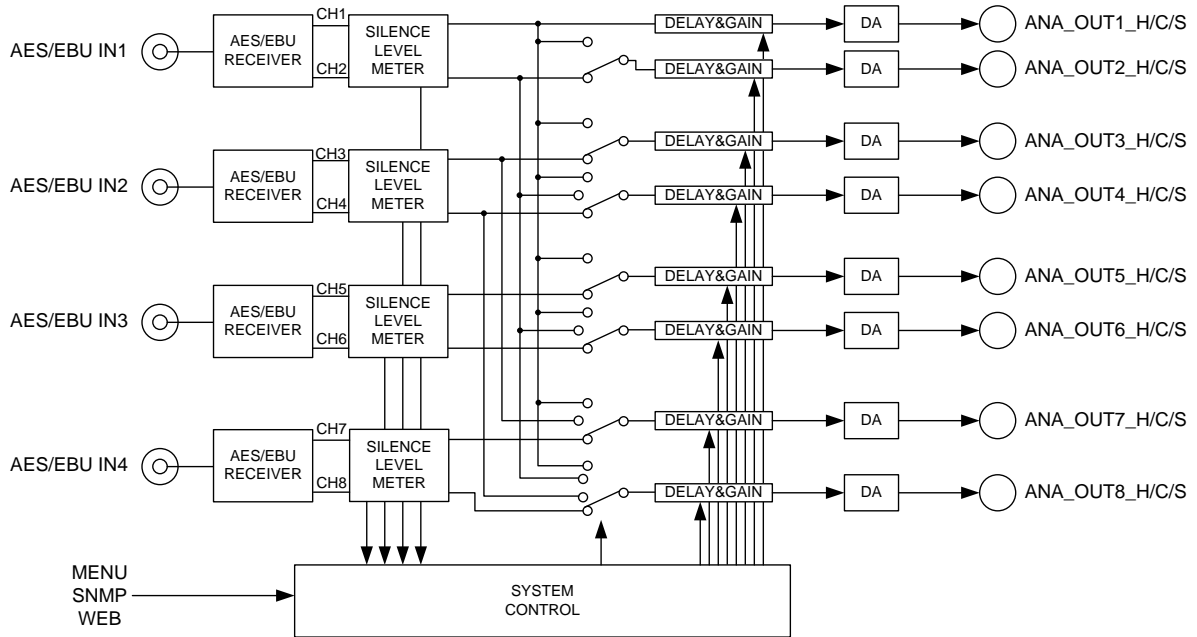 AES/EBU IN1
AES/EBU
RECEIVER
CH1
CH2
SILENCE
LEVEL
METER
DELAY&GAIN
DA
ANA_OUT1_H/C/S
DELAY&GAIN
DA
ANA_OUT2_H/C/S
AES/EBU IN2
AES/EBU
RECEIVER
CH3
CH4
SILENCE
LEVEL
METER
DELAY&GAIN
DA
ANA_OUT3_H/C/S
DELAY&GAIN
DA
ANA_OUT4_H/C/S
AES/EBU IN3
AES/EBU
RECEIVER
CH5
CH6
SILENCE
LEVEL
METER
DELAY&GAIN
DA
ANA_OUT5_H/C/S
DELAY&GAIN
DA
ANA_OUT6_H/C/S
AES/EBU IN4
AES/EBU
RECEIVER
CH7
CH8
SILENCE
LEVEL
METER
DELAY&GAIN
DA
ANA_OUT7_H/C/S
DELAY&GAIN
DA
ANA_OUT8_H/C/S
MENU
SNMP
WEB
SYSTEM
CONTROL